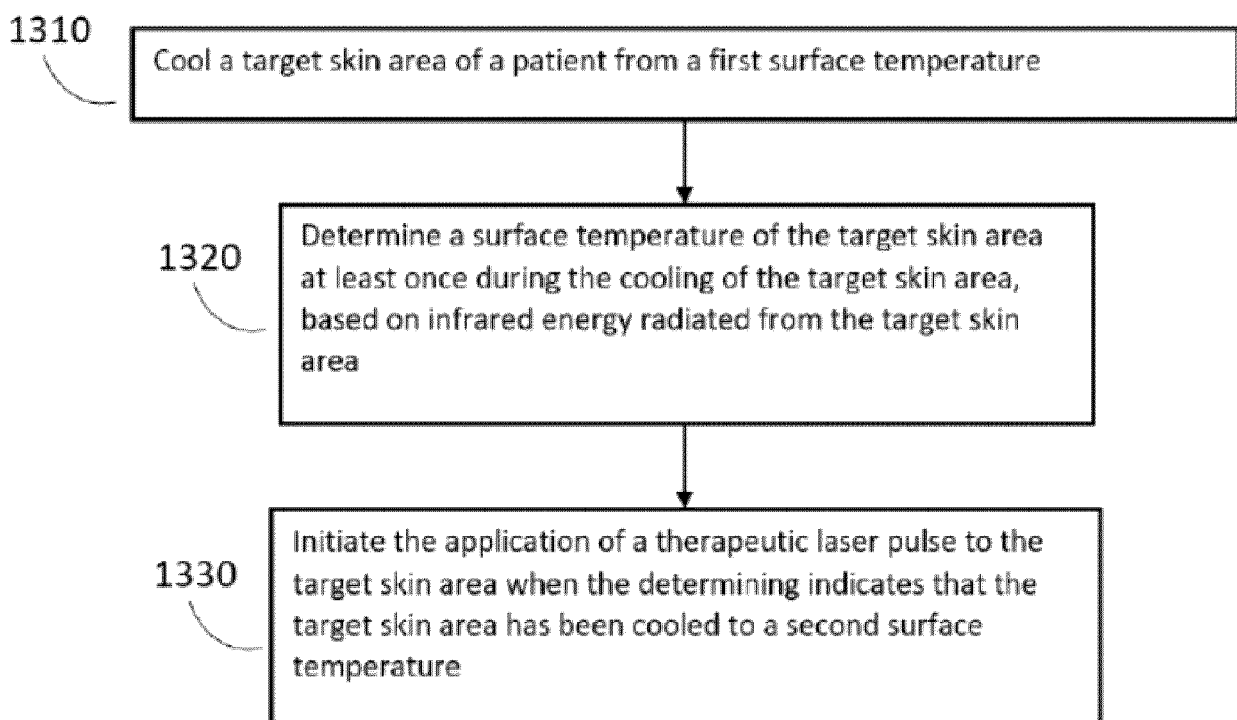 1310
Cool a target skin area of a patient from a first surface temperature
1320
Determine a surface temperature of the target skin area
at least once during the cooling of the target skin area,
based on infrared energy radiated from the target skin
area
1330
Initiate the application of a therapeutic laser pulse to the
target skin area when the determining indicates that the
target skin area has been cooled to a second surface
temperature